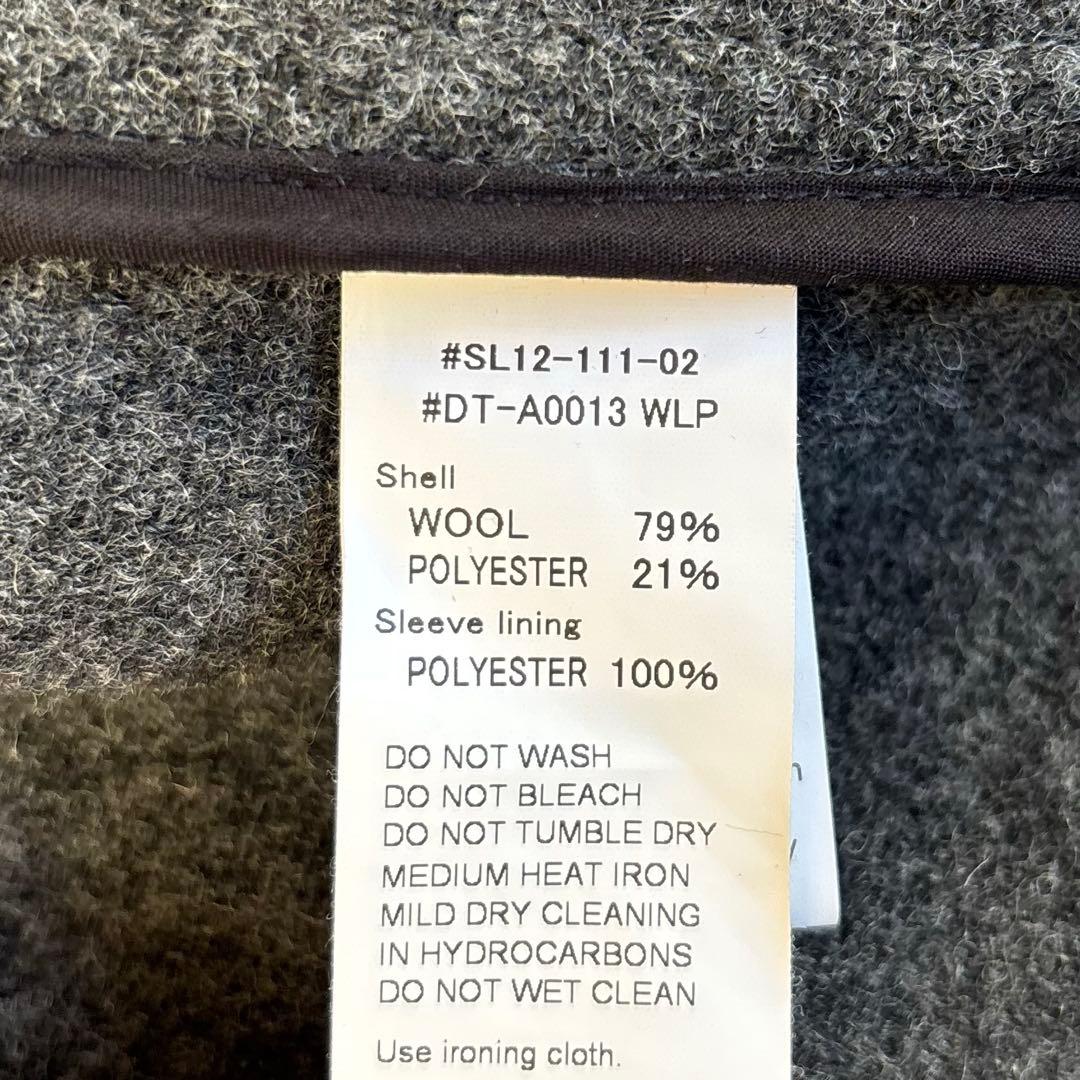 #SL12-111-02
#DT-A0013 WLP
Shell
WOOL 79%
POLYESTER 21%
Sleeve lining
POLYESTER 100%
DO NOT WASH
DO NOT BLEACH
DO NOT TUMBLE DRY
MEDIUM HEAT IRON
MILD DRY CLEANING
IN HYDROCARBONS
DO NOT WET CLEAN
Use ironing cloth.